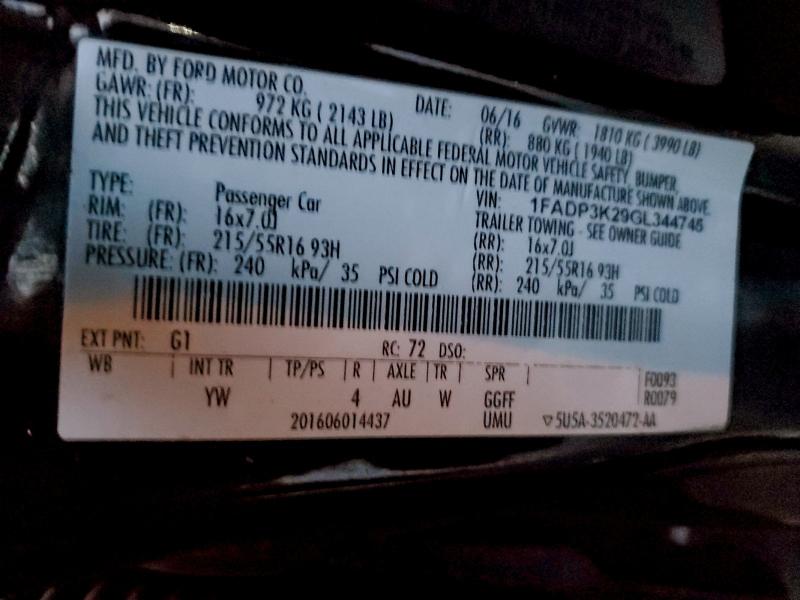 MFD. BY FORD MOTOR CO. DATE: 06/16 GVWR: 1810 KG ( 3990 LB)
GAWR: (FR): 972 KG ( 2143 LB) (RR): 880 KG ( 1940 LB)
THIS VEHICLE CONFORMS TO ALL APPLICABLE FEDERAL MOTOR VEHICLE SAFETY, BUMPER,
AND THEFT PREVENTION STANDARDS IN EFFECT ON THE DATE OF MANUFACTURE SHOWN ABOVE.
VIN: 1FADP3K29GL344745
TYPE: Passenger Car TRAILER TOWING - SEE OWNER GUIDE
RIM: (FR): 16x7.0J (RR): 16x7.0J
TIRE: (FR): 215/55R16 93H (RR): 215/55R16 93H
PRESSURE: (FR): 240 kPa/ 35 PSI COLD (RR): 240 kPa/ 35 PSI COLD
EXT PNT: G1 RC: 72 DSO:
WB | INT TR | TP/PS | R | AXLE | TR | SPR | F0093
YW 4 AU W GGFF R0079
201606014437 UMU ▽5U5A-3520472-AA